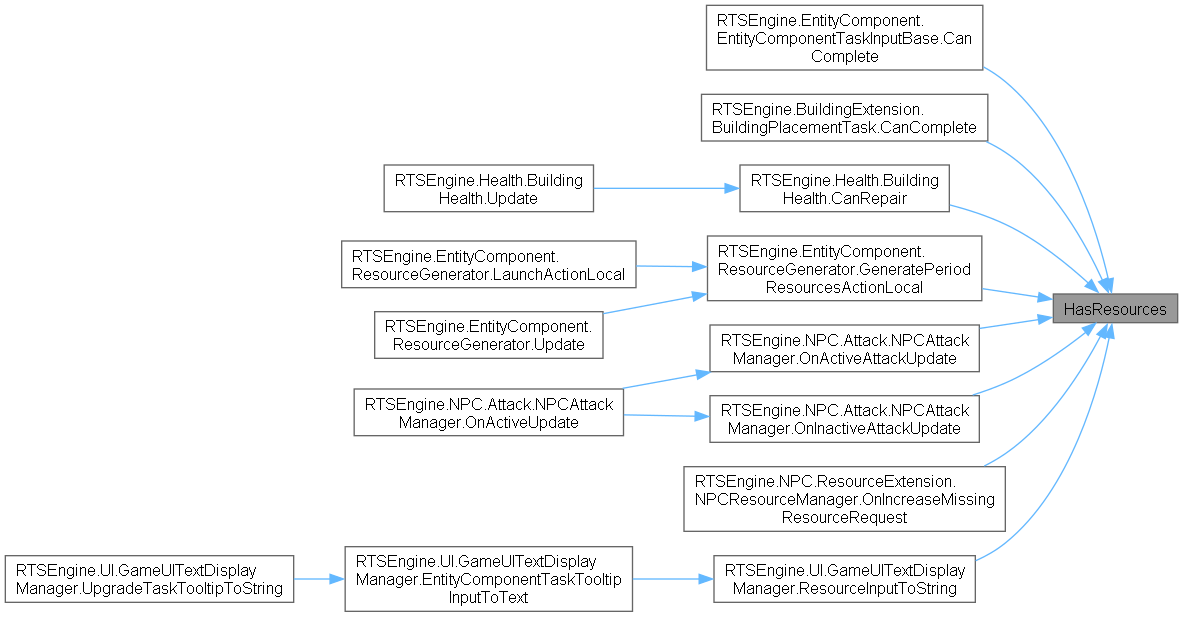 RTSEngine.EntityComponent.
EntityComponentTaskInputBase.Can
Complete
RTSEngine.BuildingExtension.
BuildingPlacementTask.CanComplete
RTSEngine.Health.Building
Health.Update
RTSEngine.Health.Building
Health.CanRepair
RTSEngine.EntityComponent.
ResourceGenerator.LaunchActionLocal
RTSEngine.EntityComponent.
ResourceGenerator.GeneratePeriod
ResourcesActionLocal
HasResources
RTSEngine.EntityComponent.
ResourceGenerator.Update
RTSEngine.NPC.Attack.NPCAttack
Manager.OnActiveAttackUpdate
RTSEngine.NPC.Attack.NPCAttack
Manager.OnActiveUpdate
RTSEngine.NPC.Attack.NPCAttack
Manager.OnInactiveAttackUpdate
RTSEngine.NPC.ResourceExtension.
NPCResourceManager.OnIncreaseMissing
ResourceRequest
RTSEngine.UI.GameUITextDisplay
Manager.UpgradeTaskTooltipToString
RTSEngine.UI.GameUITextDisplay
Manager.EntityComponentTaskTooltip
InputToText
RTSEngine.UI.GameUITextDisplay
Manager.ResourceInputToString